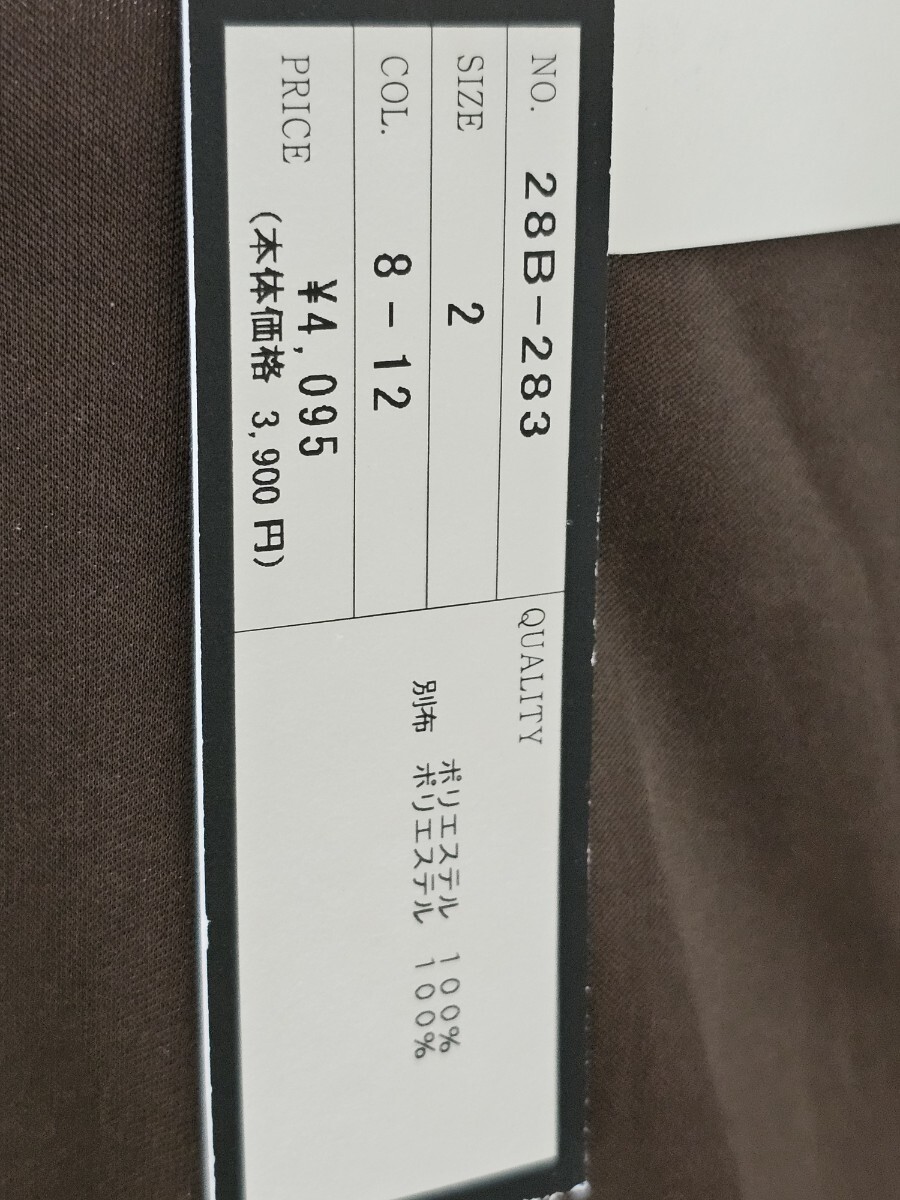 NO. 28B-283
SIZE 2
COL. 8-12
PRICE ¥4,095
(本体価格 3,900円)
QUALITY
ポリエステル 100%
別布 ポリエステル 100%